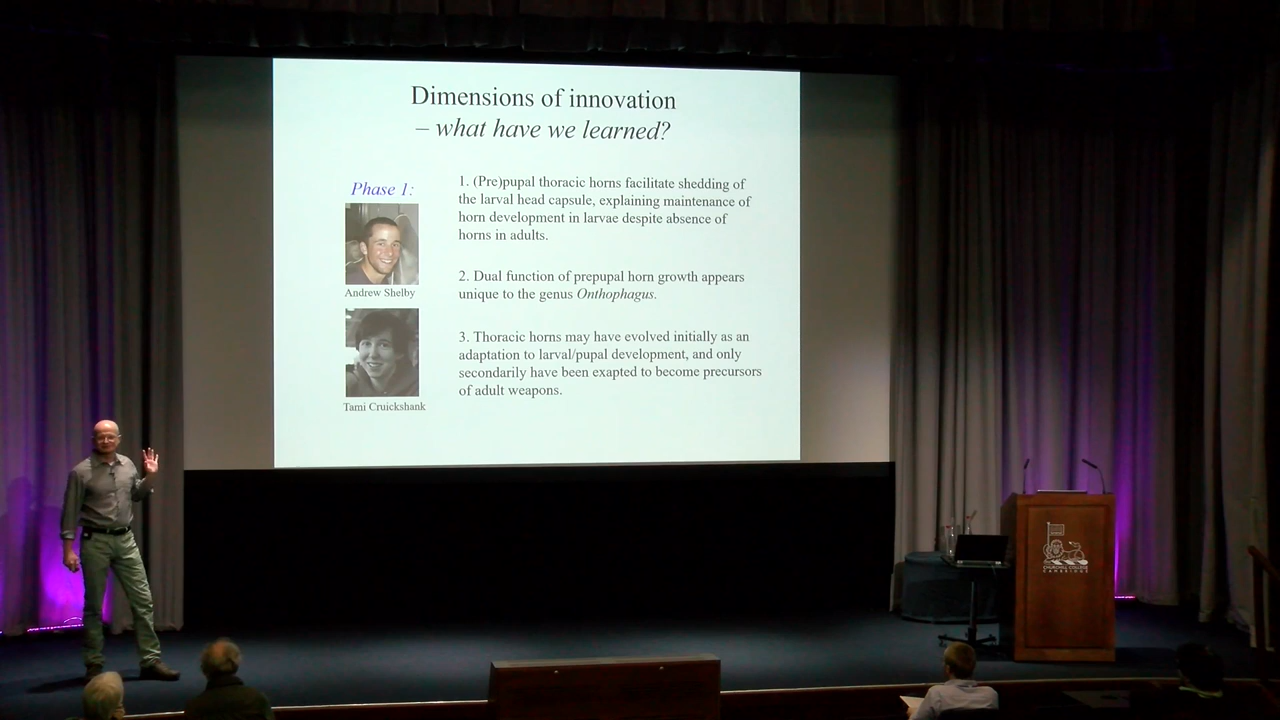 Dimensions of innovation
– what have we learned?
Phase 1:
Andrew Shelby
Tami Cruickshank
1. (Pre)pupal thoracic horns facilitate shedding of
the larval head capsule, explaining maintenance of
horn development in larvae despite absence of
horns in adults.
2. Dual function of prepupal horn growth appears
unique to the genus Onthophagus.
3. Thoracic horns may have evolved initially as an
adaptation to larval/pupal development, and only
secondarily have been exapted to become precursors
of adult weapons.
CHURCHILL COLLEGE
CAMBRIDGE